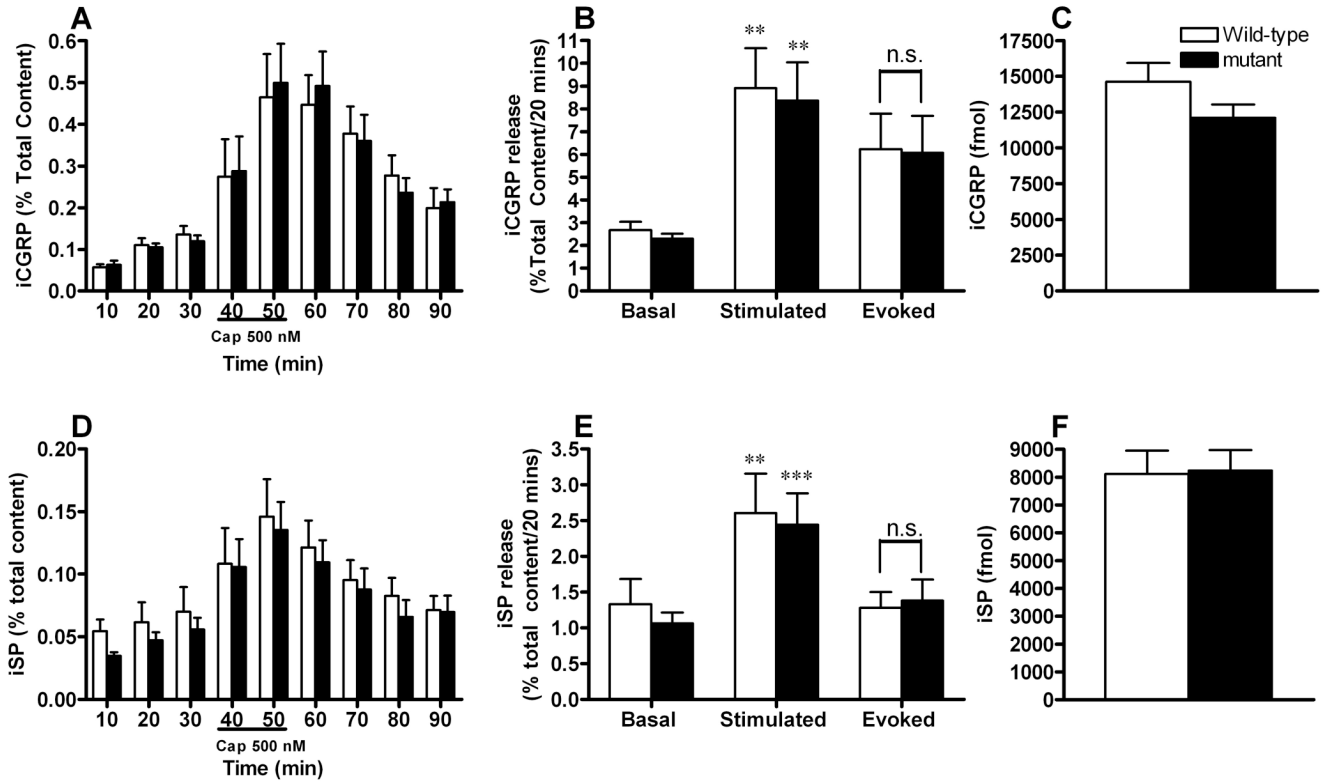 A
iCGRP (% Total Content)
0.6
0.5
0.4
0.3
0.2
0.1
0.0
10 20 30 40 50 60 70 80 90
Cap 500 nM
Time (min)
B
iCGRP release
(%Total Content/20 mins)
11
10
9
8
7
6
5
4
3
2
1
0
** ** n.s.
Basal Stimulated Evoked
C
iCGRP (fmol)
17500
15000
12500
10000
7500
5000
2500
0
Wild-type
mutant
D
iSP (% total content)
0.20
0.15
0.10
0.05
0.00
10 20 30 40 50 60 70 80 90
Cap 500 nM
Time (min)
E
iSP release
(% total content/20 mins)
3.5
3.0
2.5
2.0
1.5
1.0
0.5
0.0
** *** n.s.
Basal Stimulated Evoked
F
iSP (fmol)
9000
8000
7000
6000
5000
4000
3000
2000
1000
0